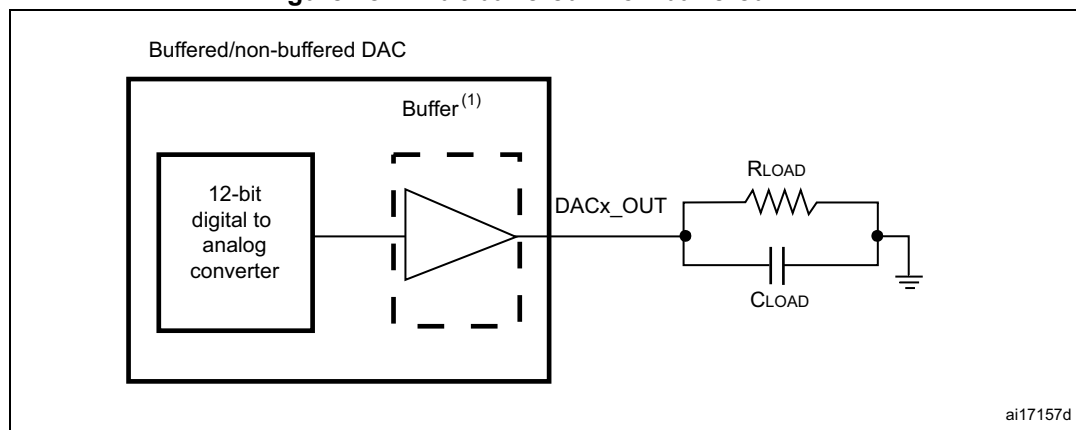 Buffered/non-buffered DAC
Buffer(1)
12-bit
digital to
analog
converter
DACx_OUT
RLOAD
CLOAD
ai17157d